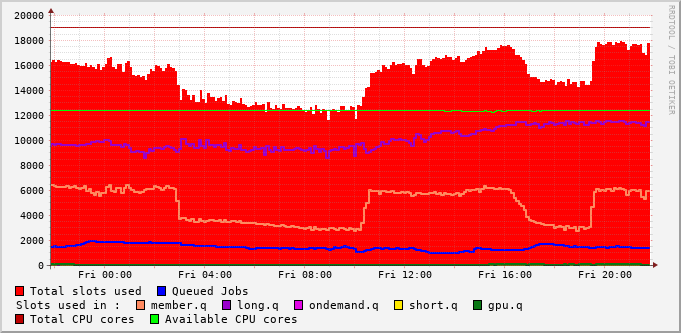 20000
18000
16000
14000
12000
10000
8000
6000
4000
2000
0
Fri 00:00 Fri 04:00 Fri 08:00 Fri 12:00 Fri 16:00 Fri 20:00
RRDTOOL / TOBI OETIKER
Total slots used Queued Jobs
Slots used in : member.q long.q ondemand.q short.q gpu.q
Total CPU cores Available CPU cores